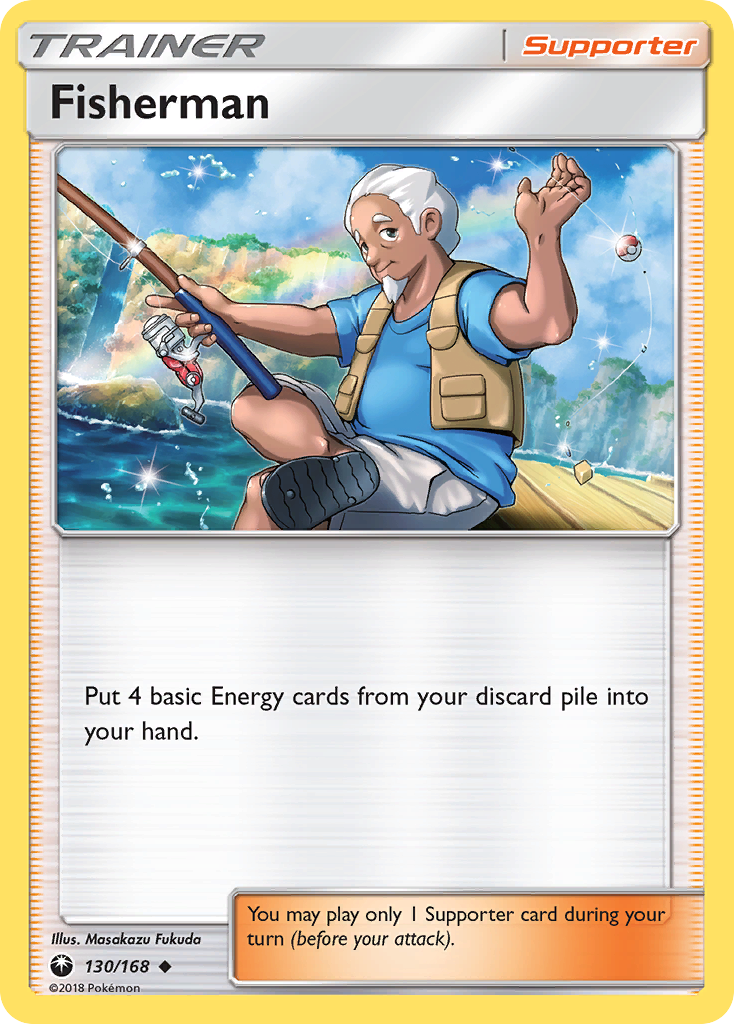 TRAINER | Supporter
Fisherman
Put 4 basic Energy cards from your discard pile into
your hand.
You may play only 1 Supporter card during your
turn (before your attack).
Illus. Masakazu Fukuda
130/168 ◆
©2018 Pokémon